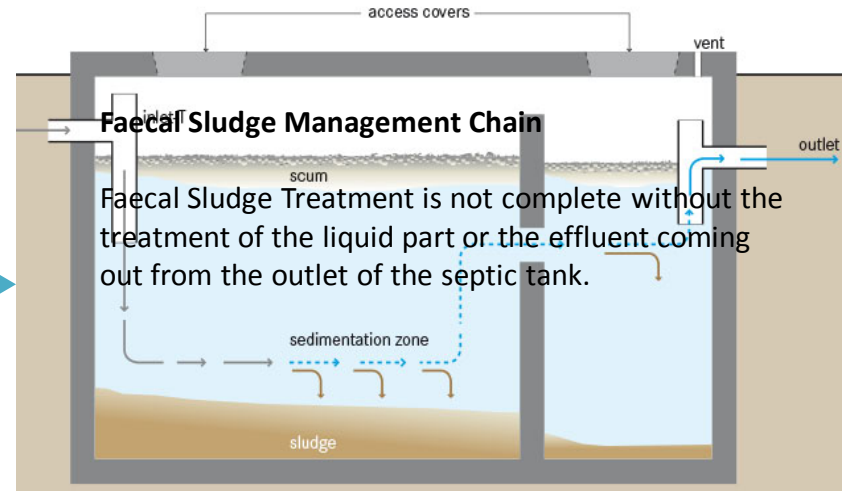 access covers
vent
inlet-T
Faecal Sludge Management Chain
outlet
scum
Faecal Sludge Treatment is not complete without the
treatment of the liquid part or the effluent coming
out from the outlet of the septic tank.
sedimentation zone
sludge